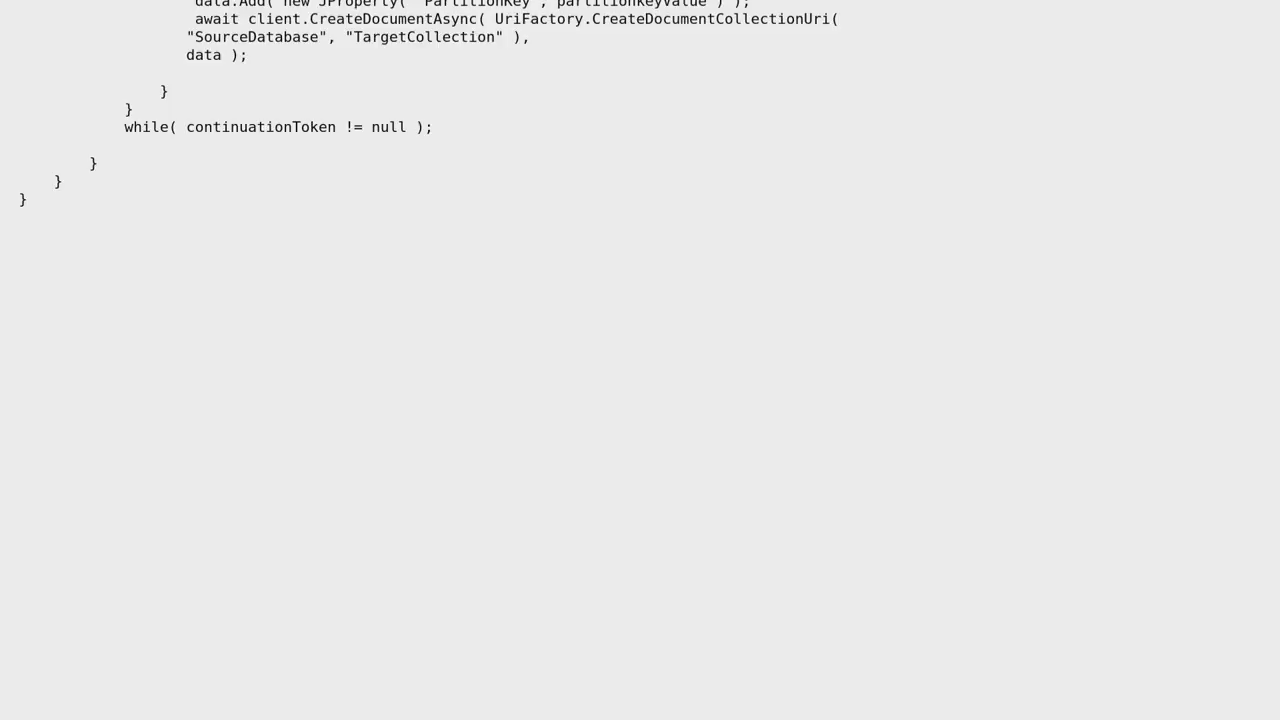 data.Add( new JProperty( "PartitionKey", partitionKeyValue ) );
await client.CreateDocumentAsync( UriFactory.CreateDocumentCollectionUri(
"SourceDatabase", "TargetCollection" ),
data );
}
}
while( continuationToken != null );
}
}
}